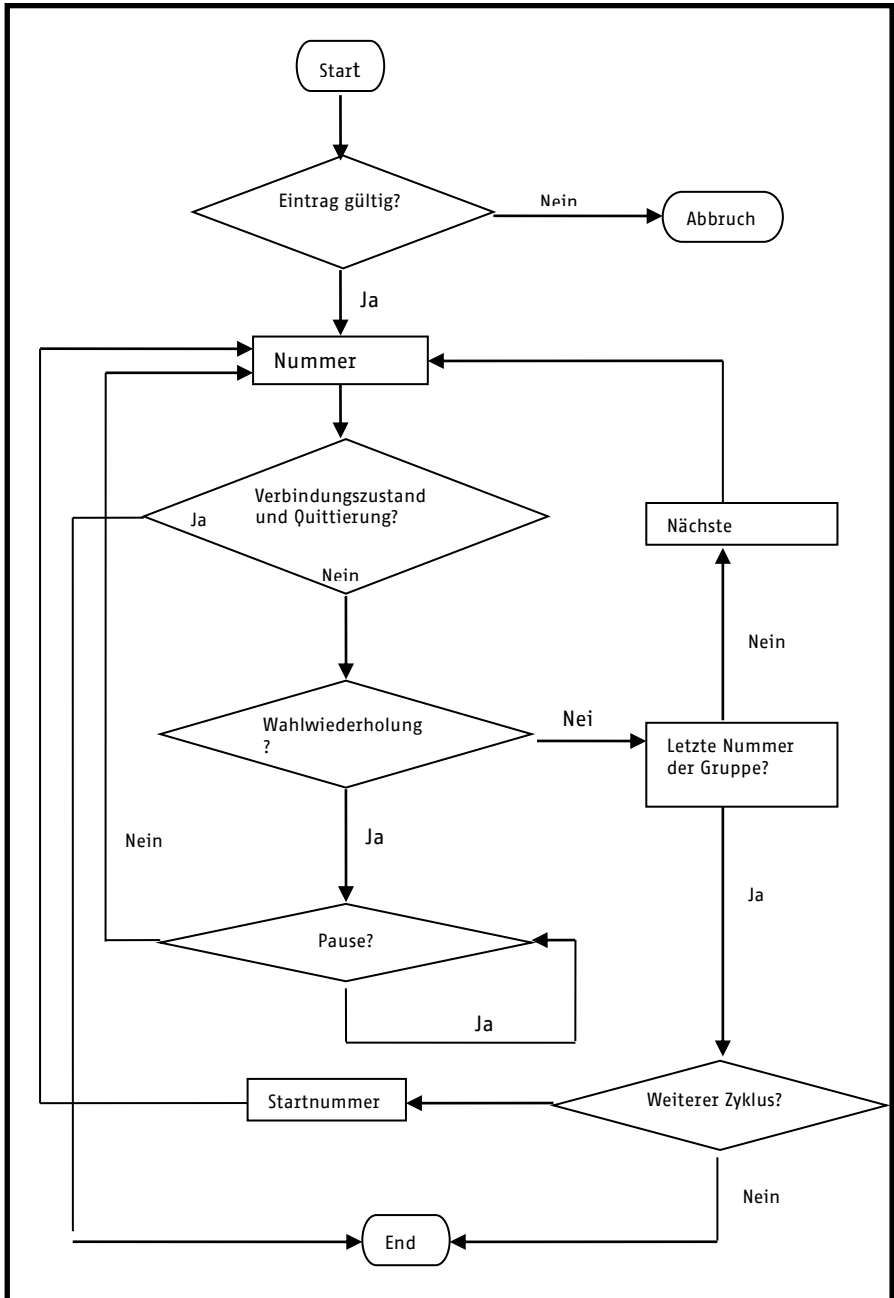 Start
Eintrag gültig?
Nein
Abbruch
Ja
Nummer
Verbindungszustand
und Quittierung?
Ja
Nein
Nächste
Nein
Wahlwiederholung
?
Nei
Letzte Nummer
der Gruppe?
Ja
Nein
Ja
Pause?
Ja
Startnummer
Weiterer Zyklus?
Nein
End